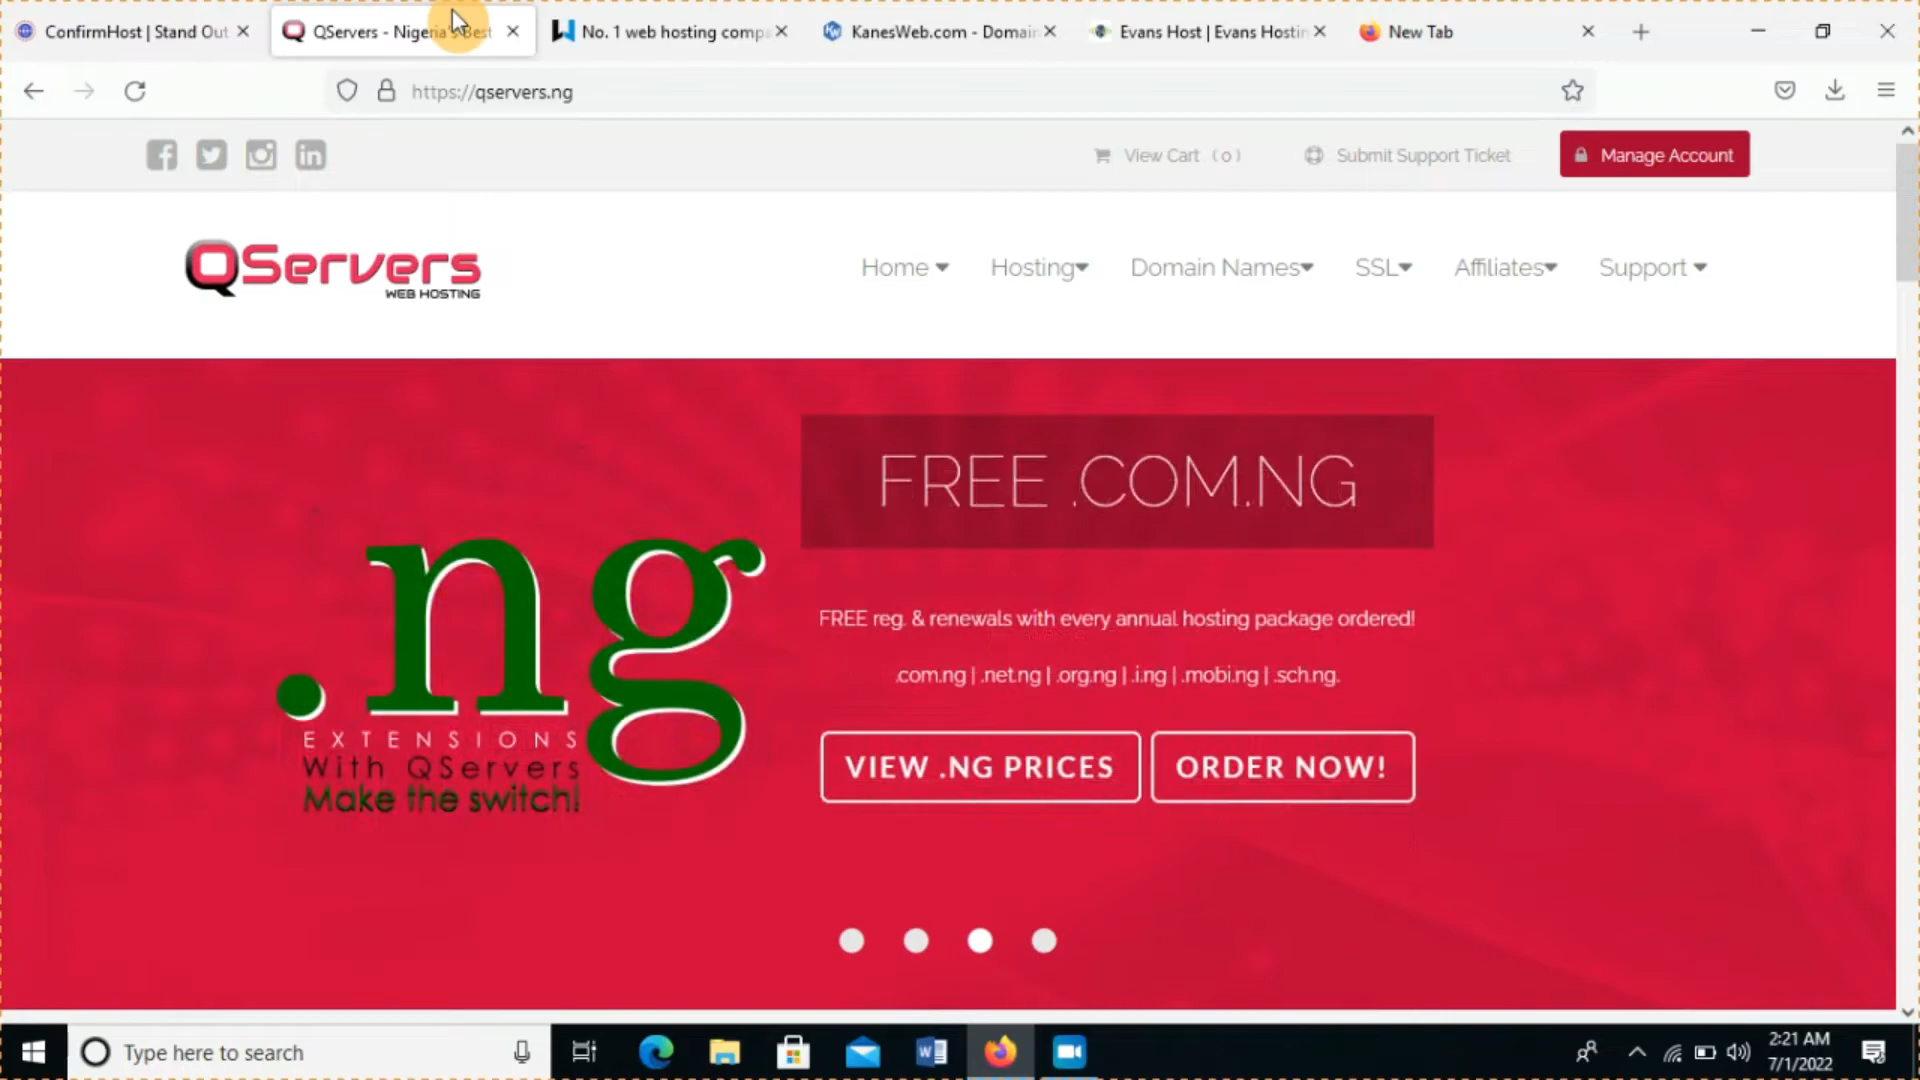 ConfirmHost | Stand Out
QServers - Nigeria's Best
No. 1 web hosting comp
KanesWeb.com - Domain
Evans Host | Evans Hostin
New Tab
https://qservers.ng
View Cart ( 0 )
Submit Support Ticket
Manage Account
QServers
WEB HOSTING
Home
Hosting
Domain Names
SSL
Affiliates
Support
FREE .COM.NG
FREE reg. & renewals with every annual hosting package ordered!
.com.ng | .net.ng | .org.ng | .i.ng | .mobi.ng | .sch.ng.
VIEW .NG PRICES
ORDER NOW!
.ng
EXTENSIONS
With QServers
Make the switch!
Type here to search
2:21 AM
7/1/2022